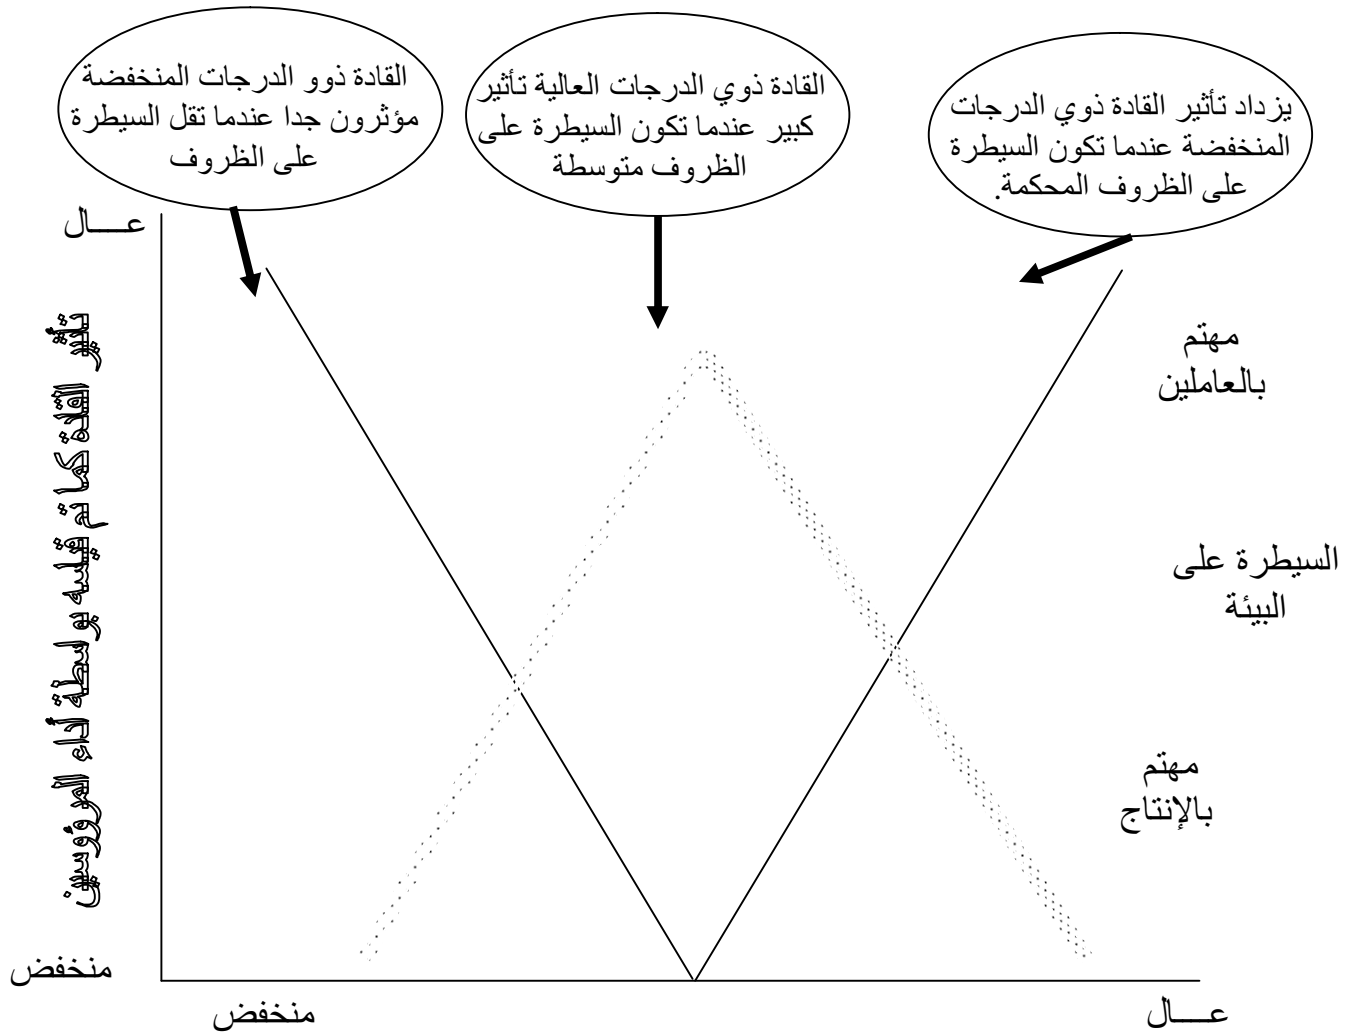 يزداد تأثير القادة ذوي الدرجات
المنخفضة عندما تكون السيطرة
على الظروف المحكمة.
القادة ذوي الدرجات العالية تأثير
كبير عندما تكون السيطرة على
الظروف متوسطة
القادة ذوو الدرجات المنخفضة
مؤثرون جدا عندما تقل السيطرة
على الظروف
عــــال
تأثير القادة كما تم قياسه بواسطة أداء المرؤوسين
مهتم
بالعاملين
السيطرة على
البيئة
مهتم
بالإنتاج
منخفض
عــــال
منخفض